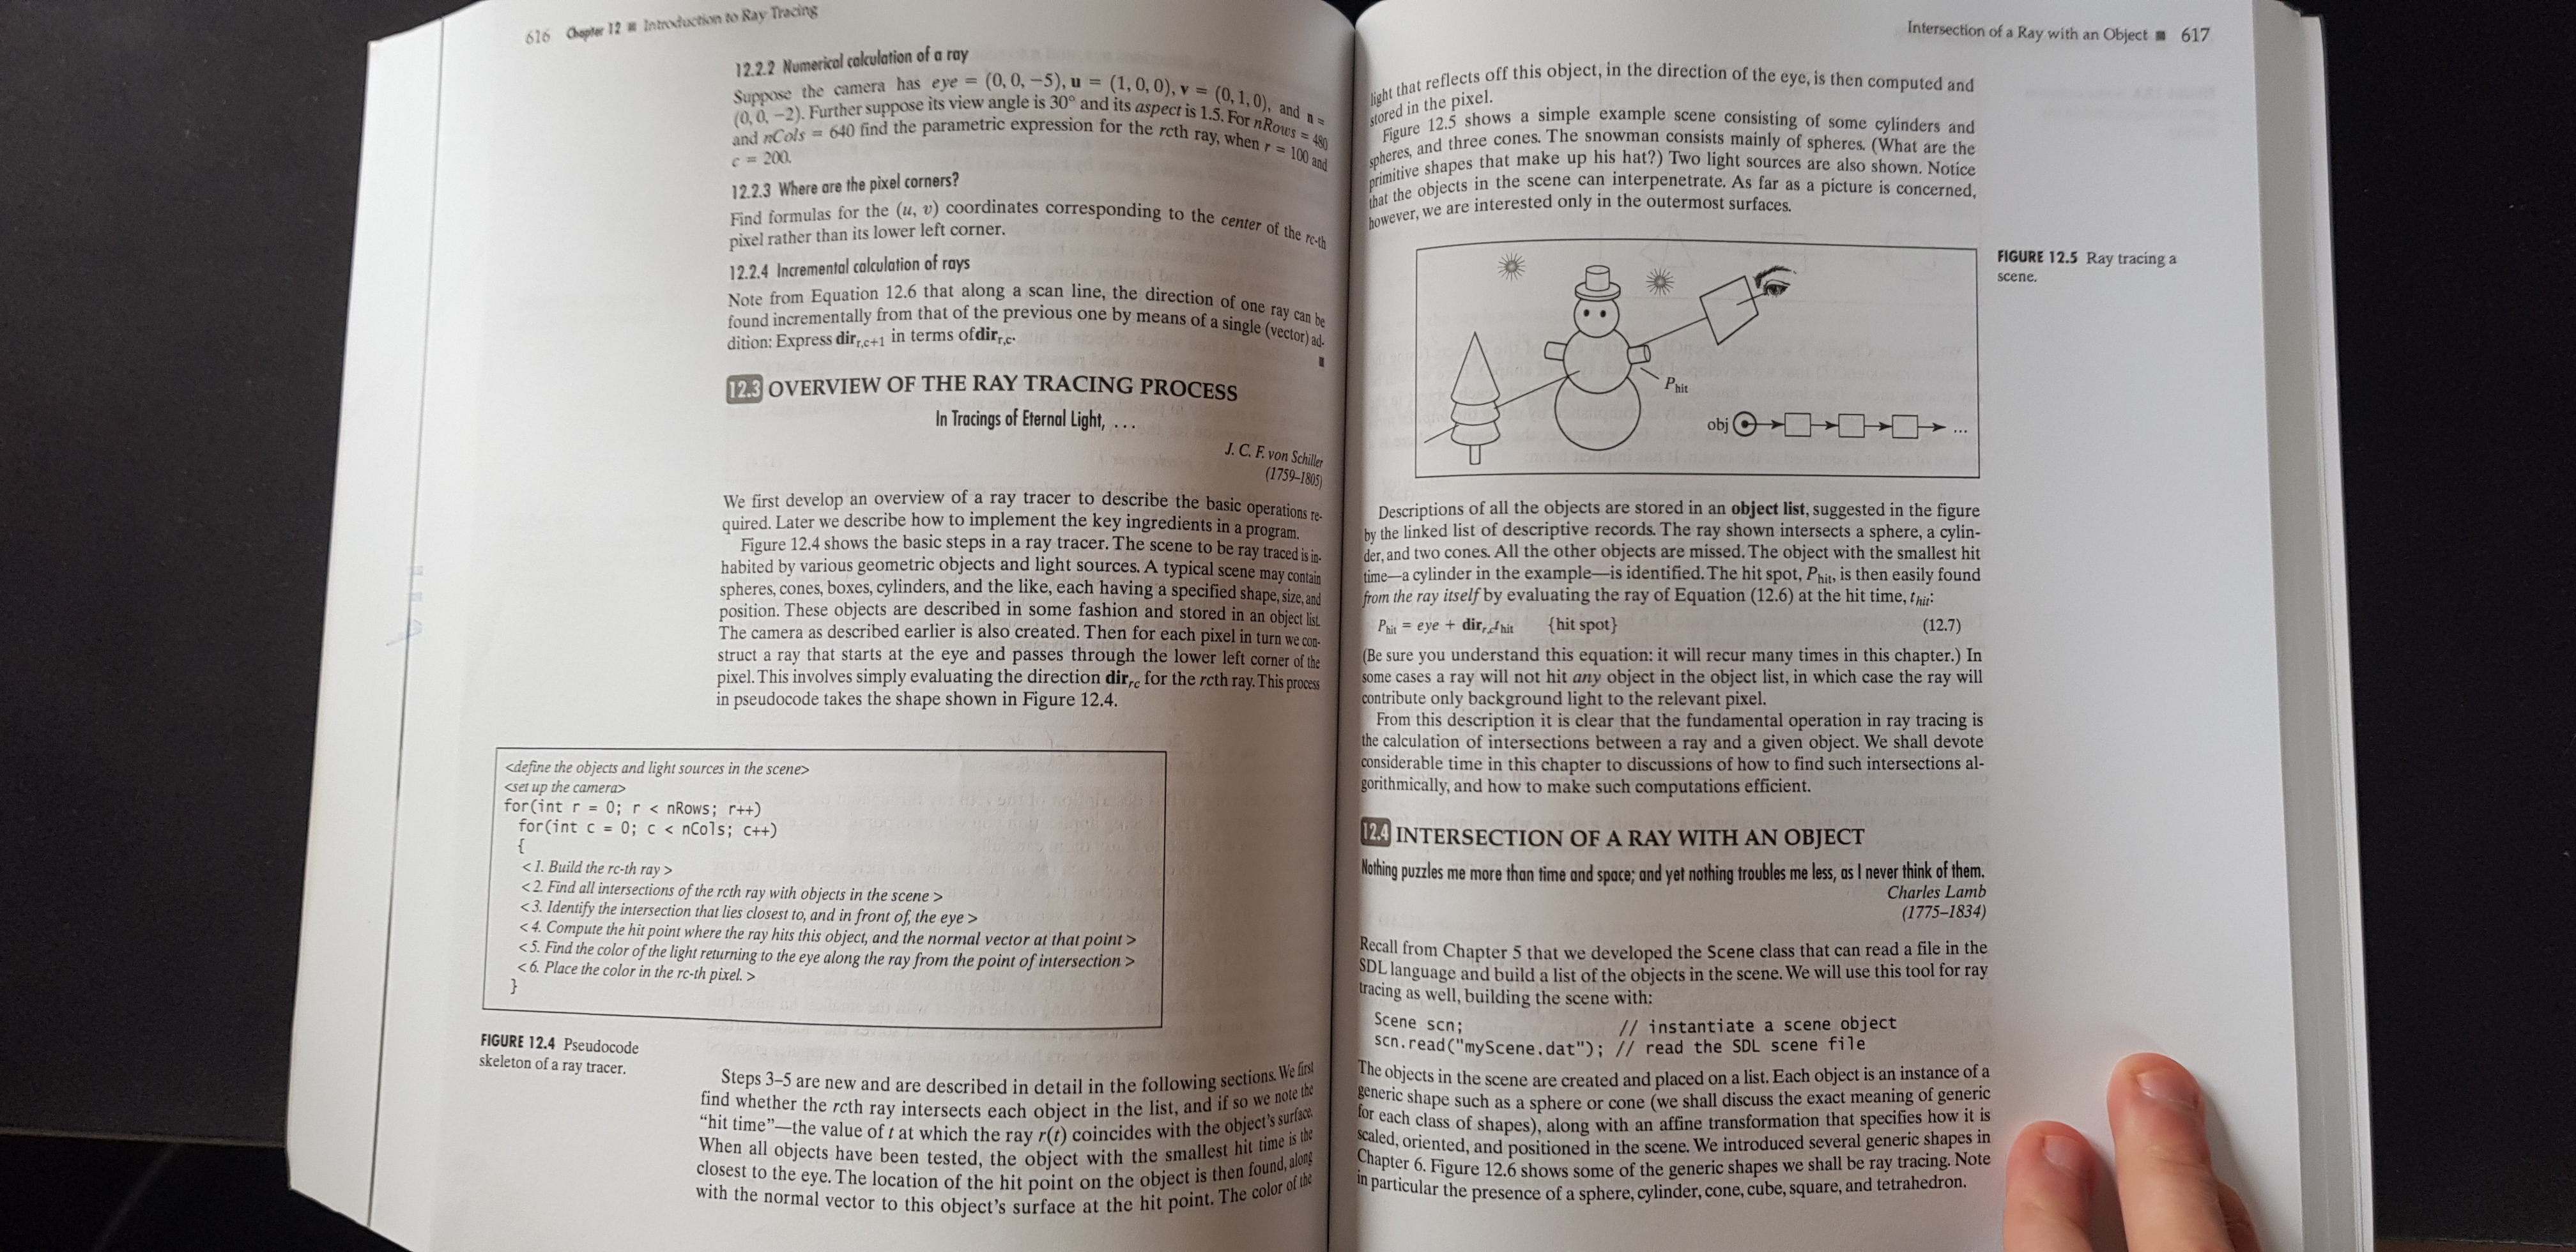 616 Chapter 12 ■ Introduction to Ray Tracing
12.2.2 Numerical calculation of a ray
Suppose the camera has eye = (0, 0, −5), u = (1, 0, 0), v = (0, 1, 0), and n =
(0, 0, −2). Further suppose its view angle is 30° and its aspect is 1.5. For nRows = 480
and nCols = 640 find the parametric expression for the rcth ray, when r = 100 and
c = 200.
12.2.3 Where are the pixel corners?
Find formulas for the (u, v) coordinates corresponding to the center of the rc-th
pixel rather than its lower left corner.
12.2.4 Incremental calculation of rays
Note from Equation 12.6 that along a scan line, the direction of one ray can be
found incrementally from that of the previous one by means of a single (vector) ad-
dition: Express dir r,c+1 in terms of dir r,c.
■
12.3 OVERVIEW OF THE RAY TRACING PROCESS
In Tracings of Eternal Light, . . .
J. C. F. von Schiller
(1759–1805)
We first develop an overview of a ray tracer to describe the basic operations re-
quired. Later we describe how to implement the key ingredients in a program.
Figure 12.4 shows the basic steps in a ray tracer. The scene to be ray traced is in-
habited by various geometric objects and light sources. A typical scene may contain
spheres, cones, boxes, cylinders, and the like, each having a specified shape, size, and
position. These objects are described in some fashion and stored in an object list.
The camera as described earlier is also created. Then for each pixel in turn we con-
struct a ray that starts at the eye and passes through the lower left corner of the
pixel. This involves simply evaluating the direction dir rc for the rcth ray. This process
in pseudocode takes the shape shown in Figure 12.4.
<define the objects and light sources in the scene>
<set up the camera>
for(int r = 0; r < nRows; r++)
for(int c = 0; c < nCols; c++)
{
< 1. Build the rc-th ray >
< 2. Find all intersections of the rcth ray with objects in the scene >
< 3. Identify the intersection that lies closest to, and in front of, the eye >
< 4. Compute the hit point where the ray hits this object, and the normal vector at that point >
< 5. Find the color of the light returning to the eye along the ray from the point of intersection >
< 6. Place the color in the rc-th pixel. >
}
FIGURE 12.4 Pseudocode
skeleton of a ray tracer.
Steps 3–5 are new and are described in detail in the following sections. We first
find whether the rcth ray intersects each object in the list, and if so we note the
“hit time”—the value of t at which the ray r(t) coincides with the object's surface.
When all objects have been tested, the object with the smallest hit time is the
closest to the eye. The location of the hit point on the object is then found, along
with the normal vector to this object's surface at the hit point. The color of the
Intersection of a Ray with an Object ■ 617
light that reflects off this object, in the direction of the eye, is then computed and
stored in the pixel.
Figure 12.5 shows a simple example scene consisting of some cylinders and
spheres, and three cones. The snowman consists mainly of spheres. (What are the
primitive shapes that make up his hat?) Two light sources are also shown. Notice
that the objects in the scene can interpenetrate. As far as a picture is concerned,
however, we are interested only in the outermost surfaces.
FIGURE 12.5 Ray tracing a
scene.
P hit
obj ...
Descriptions of all the objects are stored in an object list, suggested in the figure
by the linked list of descriptive records. The ray shown intersects a sphere, a cylin-
der, and two cones. All the other objects are missed. The object with the smallest hit
time—a cylinder in the example—is identified. The hit spot, P hit, is then easily found
from the ray itself by evaluating the ray of Equation (12.6) at the hit time, t hit:
P hit = eye + dir r,c t hit {hit spot} (12.7)
(Be sure you understand this equation: it will recur many times in this chapter.) In
some cases a ray will not hit any object in the object list, in which case the ray will
contribute only background light to the relevant pixel.
From this description it is clear that the fundamental operation in ray tracing is
the calculation of intersections between a ray and a given object. We shall devote
considerable time in this chapter to discussions of how to find such intersections al-
gorithmically, and how to make such computations efficient.
12.4 INTERSECTION OF A RAY WITH AN OBJECT
Nothing puzzles me more than time and space; and yet nothing troubles me less, as I never think of them.
Charles Lamb
(1775–1834)
Recall from Chapter 5 that we developed the Scene class that can read a file in the
SDL language and build a list of the objects in the scene. We will use this tool for ray
tracing as well, building the scene with:
Scene scn; // instantiate a scene object
scn.read("myScene.dat"); // read the SDL scene file
The objects in the scene are created and placed on a list. Each object is an instance of a
generic shape such as a sphere or cone (we shall discuss the exact meaning of generic
for each class of shapes), along with an affine transformation that specifies how it is
scaled, oriented, and positioned in the scene. We introduced several generic shapes in
Chapter 6. Figure 12.6 shows some of the generic shapes we shall be ray tracing. Note
in particular the presence of a sphere, cylinder, cone, cube, square, and tetrahedron.